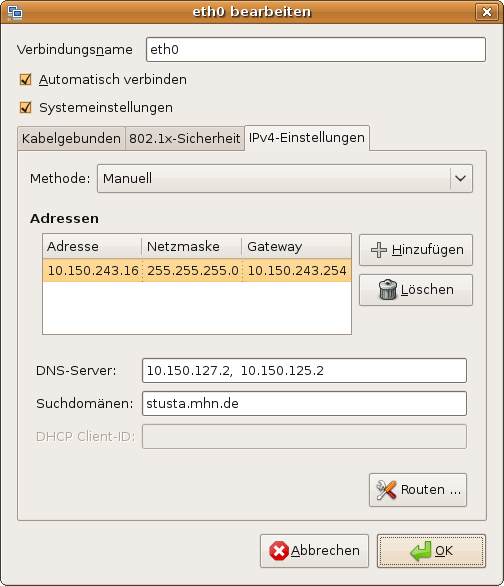 eth0 bearbeiten
Verbindungsname eth0
Automatisch verbinden
Systemeinstellungen
Kabelgebunden 802.1x-Sicherheit IPv4-Einstellungen
Methode: Manuell
Adressen
Adresse Netzmaske Gateway
10.150.243.16 255.255.255.0 10.150.243.254
Hinzufügen
Löschen
DNS-Server: 10.150.127.2, 10.150.125.2
Suchdomänen: stusta.mhn.de
DHCP Client-ID:
Routen ...
Abbrechen OK